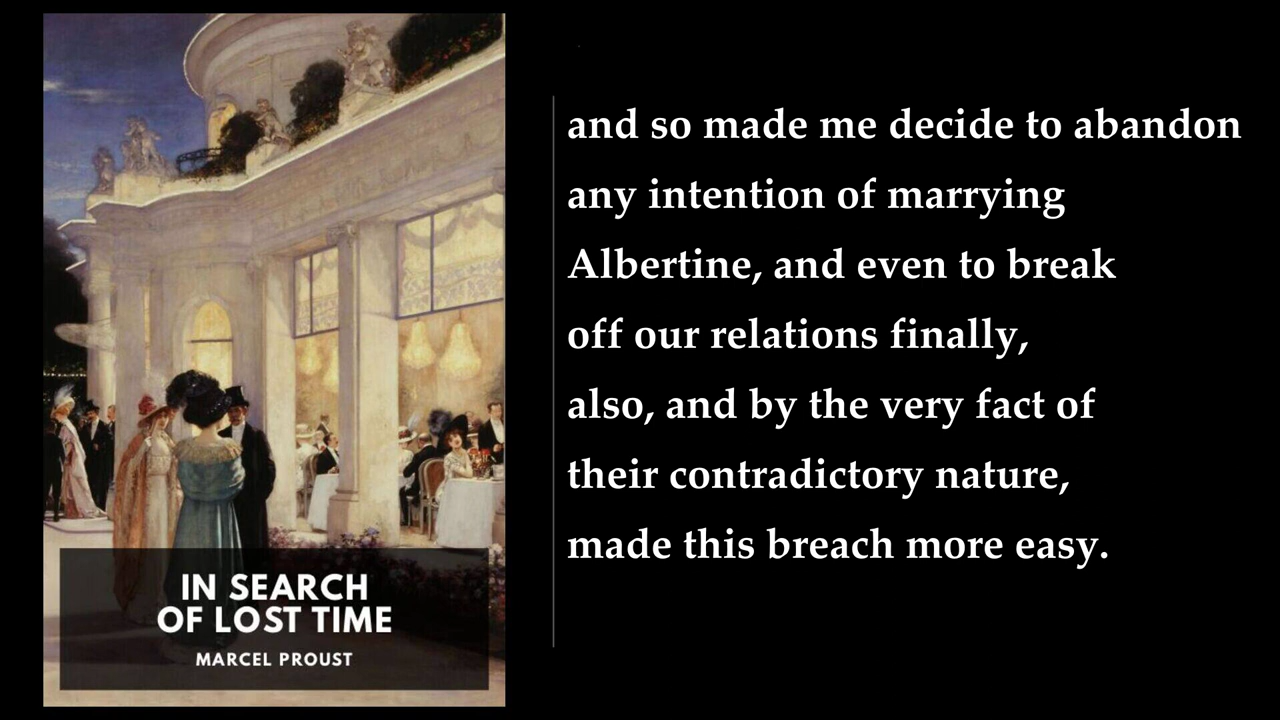 and so made me decide to abandon
any intention of marrying
Albertine, and even to break
off our relations finally,
also, and by the very fact of
their contradictory nature,
made this breach more easy.
IN SEARCH
OF LOST TIME
MARCEL PROUST